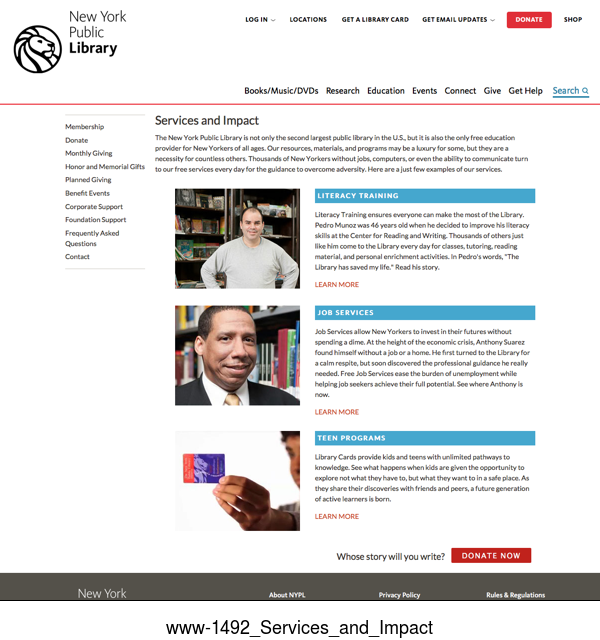 New York
Public
Library
LOG IN
LOCATIONS
GET A LIBRARY CARD
GET EMAIL UPDATES
DONATE
SHOP
Books/Music/DVDs
Research
Education
Events
Connect
Give
Get Help
Search
Membership
Donate
Monthly Giving
Honor and Memorial Gifts
Planned Giving
Benefit Events
Corporate Support
Foundation Support
Frequently Asked
Questions
Contact
Services and Impact
The New York Public Library is not only the second largest public library in the U.S., but it is also the only free education
provider for New Yorkers of all ages. Our resources, materials, and programs may be a luxury for some, but they are a
necessity for countless others. Thousands of New Yorkers without jobs, computers, or even the ability to communicate turn
to our free services every day for the guidance to overcome adversity. Here are a just few examples of our services.
LITERACY TRAINING
Literacy Training ensures everyone can make the most of the Library.
Pedro Munoz was 46 years old when he decided to improve his literacy
skills at the Center for Reading and Writing. Thousands of others just
like him come to the Library every day for classes, tutoring, reading
material, and personal enrichment activities. In Pedro's words, "The
Library has saved my life." Read his story.
LEARN MORE
JOB SERVICES
Job Services allow New Yorkers to invest in their futures without
spending a dime. At the height of the economic crisis, Anthony Suarez
found himself without a job or a home. He first turned to the Library for
a calm respite, but soon discovered the professional guidance he really
needed. Free Job Services ease the burden of unemployment while
helping job seekers achieve their full potential. See where Anthony is
now.
LEARN MORE
TEEN PROGRAMS
Library Cards provide kids and teens with unlimited pathways to
knowledge. See what happens when kids are given the opportunity to
explore not what they have to, but what they want to in a safe place. As
they share their discoveries with friends and peers, a future generation
of active learners is born.
LEARN MORE
Whose story will you write?
DONATE NOW
New York
About NYPL
Privacy Policy
Rules & Regulations
www-1492_Services_and_Impact